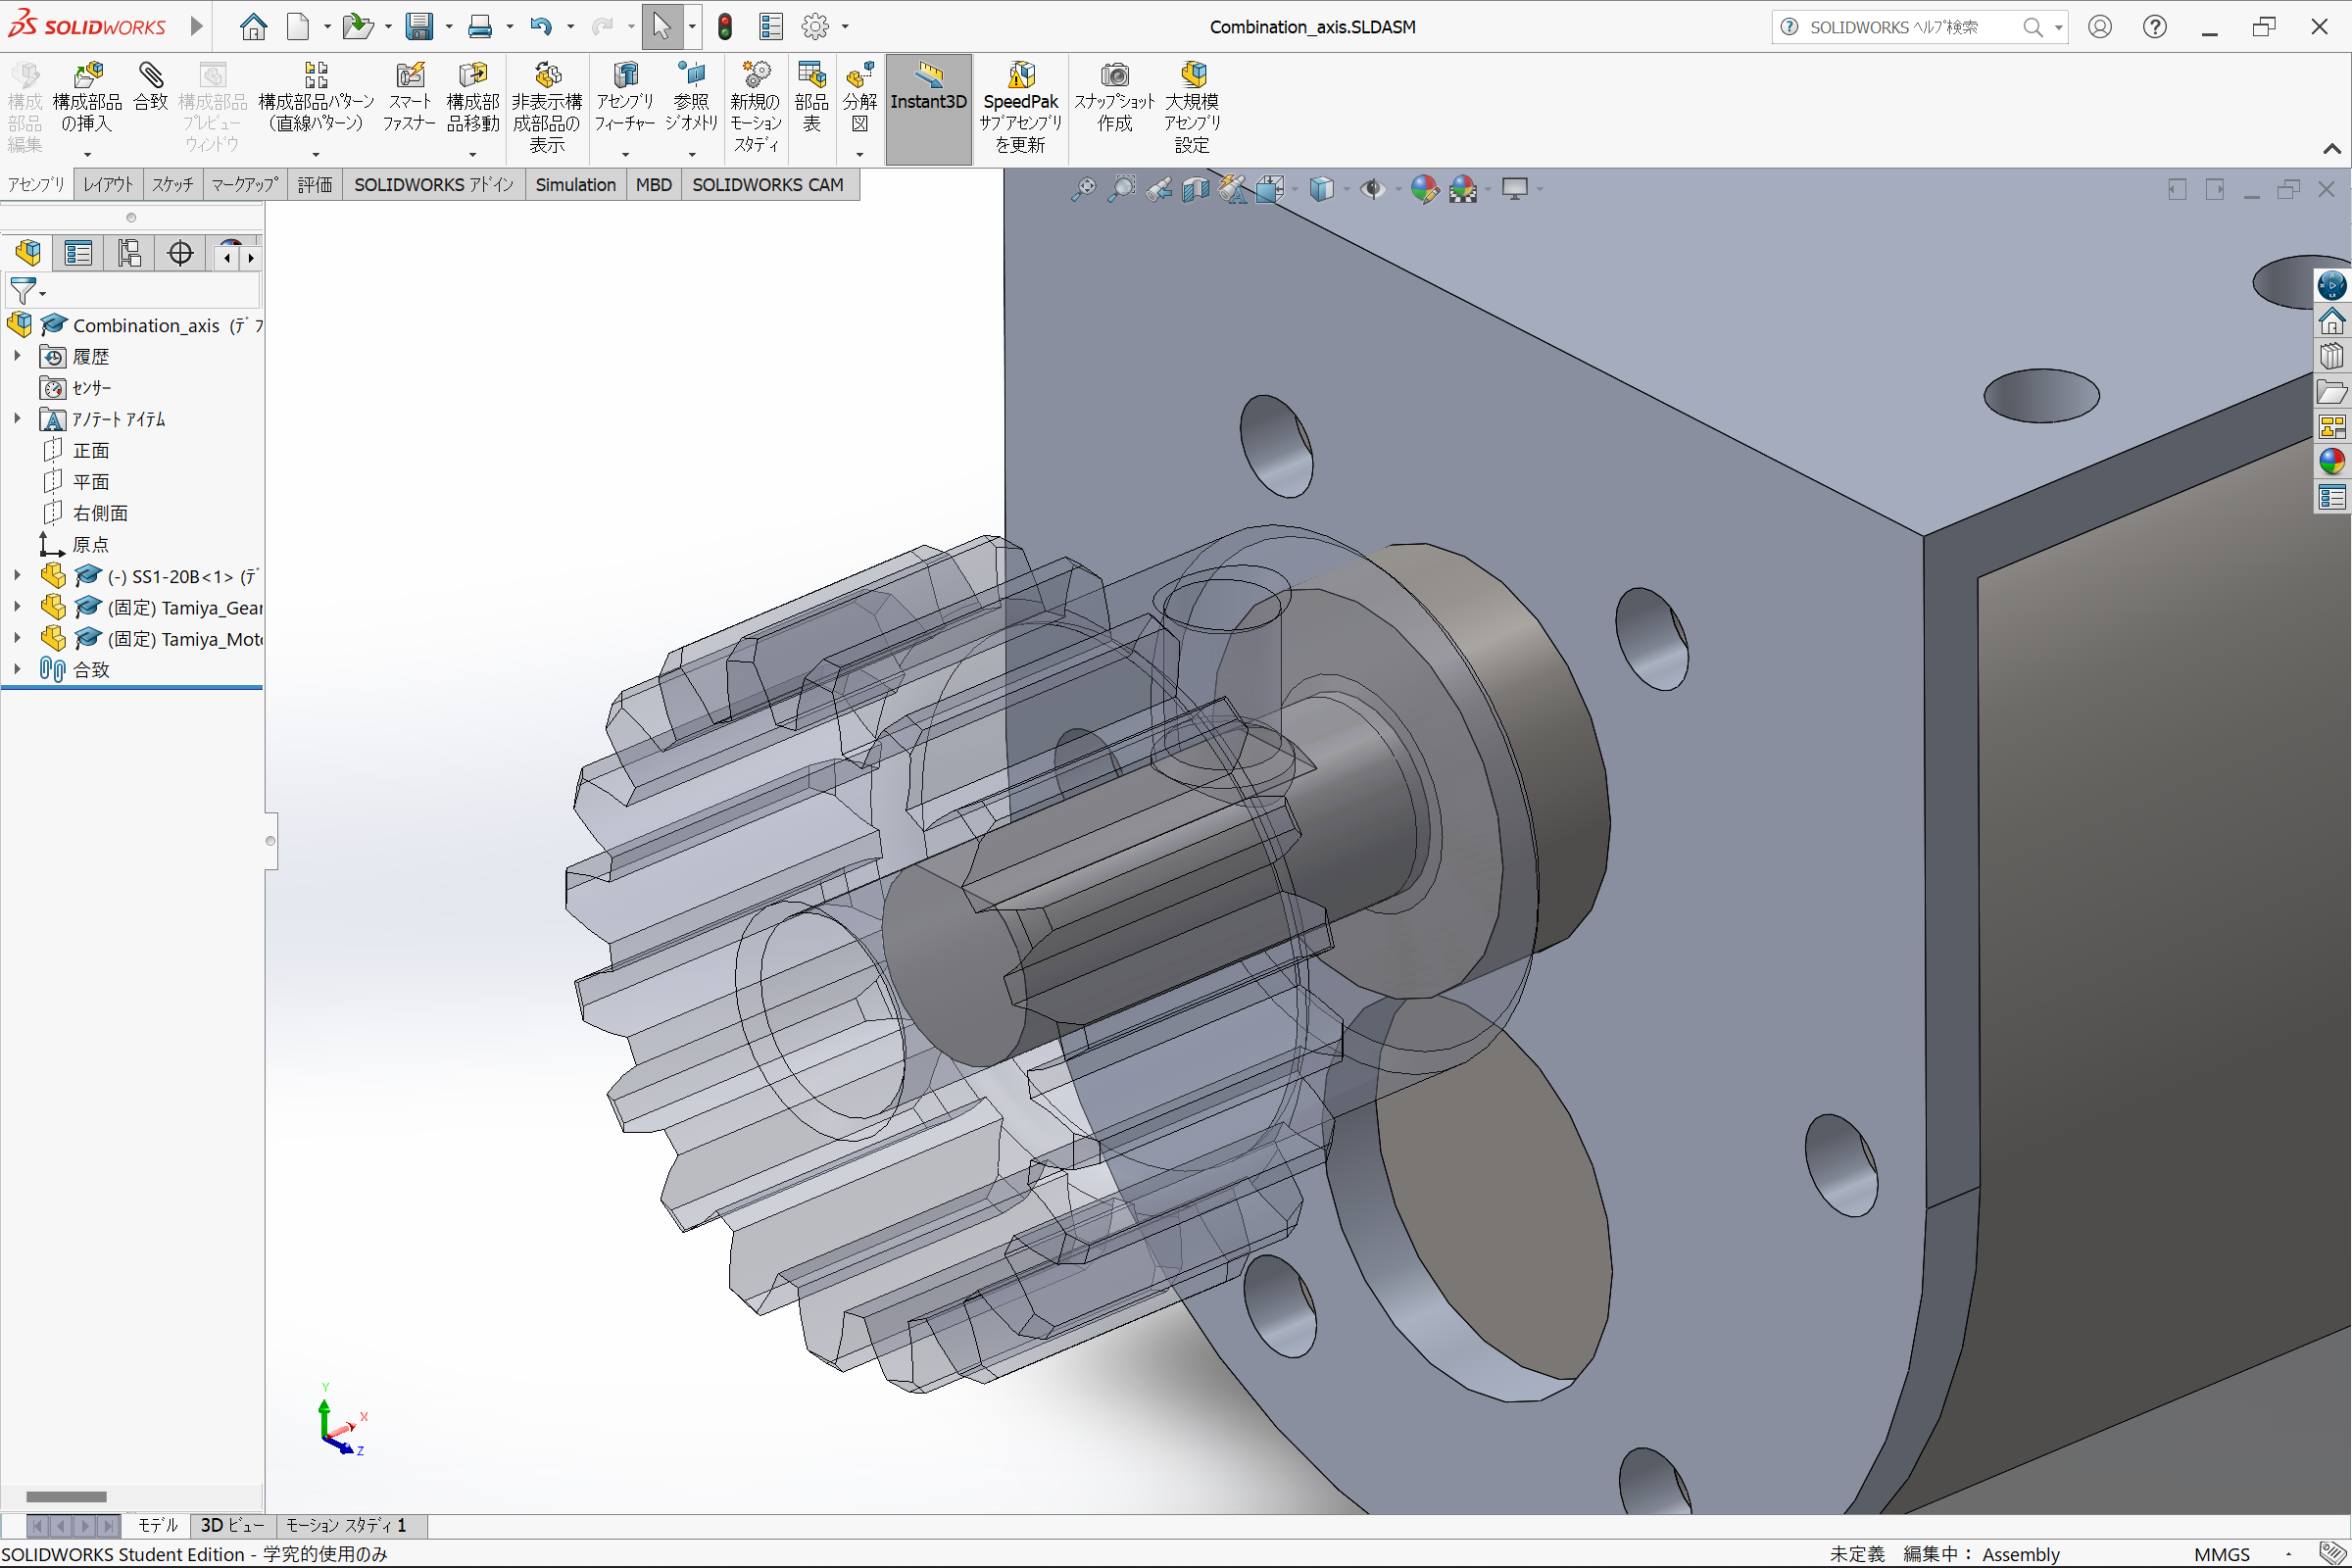 SOLIDWORKS
Combination_axis.SLDASM
SOLIDWORKS ヘルプ検索
構成部品編集
構成部品の挿入
合致
構成部品プレビューウィンドウ
構成部品パターン(直線パターン)
スマートファスナー
構成部品移動
非表示構成部品の表示
アセンブリフィーチャー
参照ジオメトリ
新規のモーションスタディ
部品表
分解図
Instant3D
SpeedPak サブアセンブリを更新
スナップショット作成
大規模アセンブリ設定
アセンブリ
レイアウト
スケッチ
マークアップ
評価
SOLIDWORKS アドイン
Simulation
MBD
SOLIDWORKS CAM
Combination_axis (デフ
履歴
センサー
アノテート アイテム
正面
平面
右側面
原点
(-) SS1-20B<1> (デ
(固定) Tamiya_Gear
(固定) Tamiya_Moto
合致
Y
X
Z
モデル
3D ビュー
モーション スタディ 1
SOLIDWORKS Student Edition - 学究的使用のみ
未定義
編集中： Assembly
MMGS